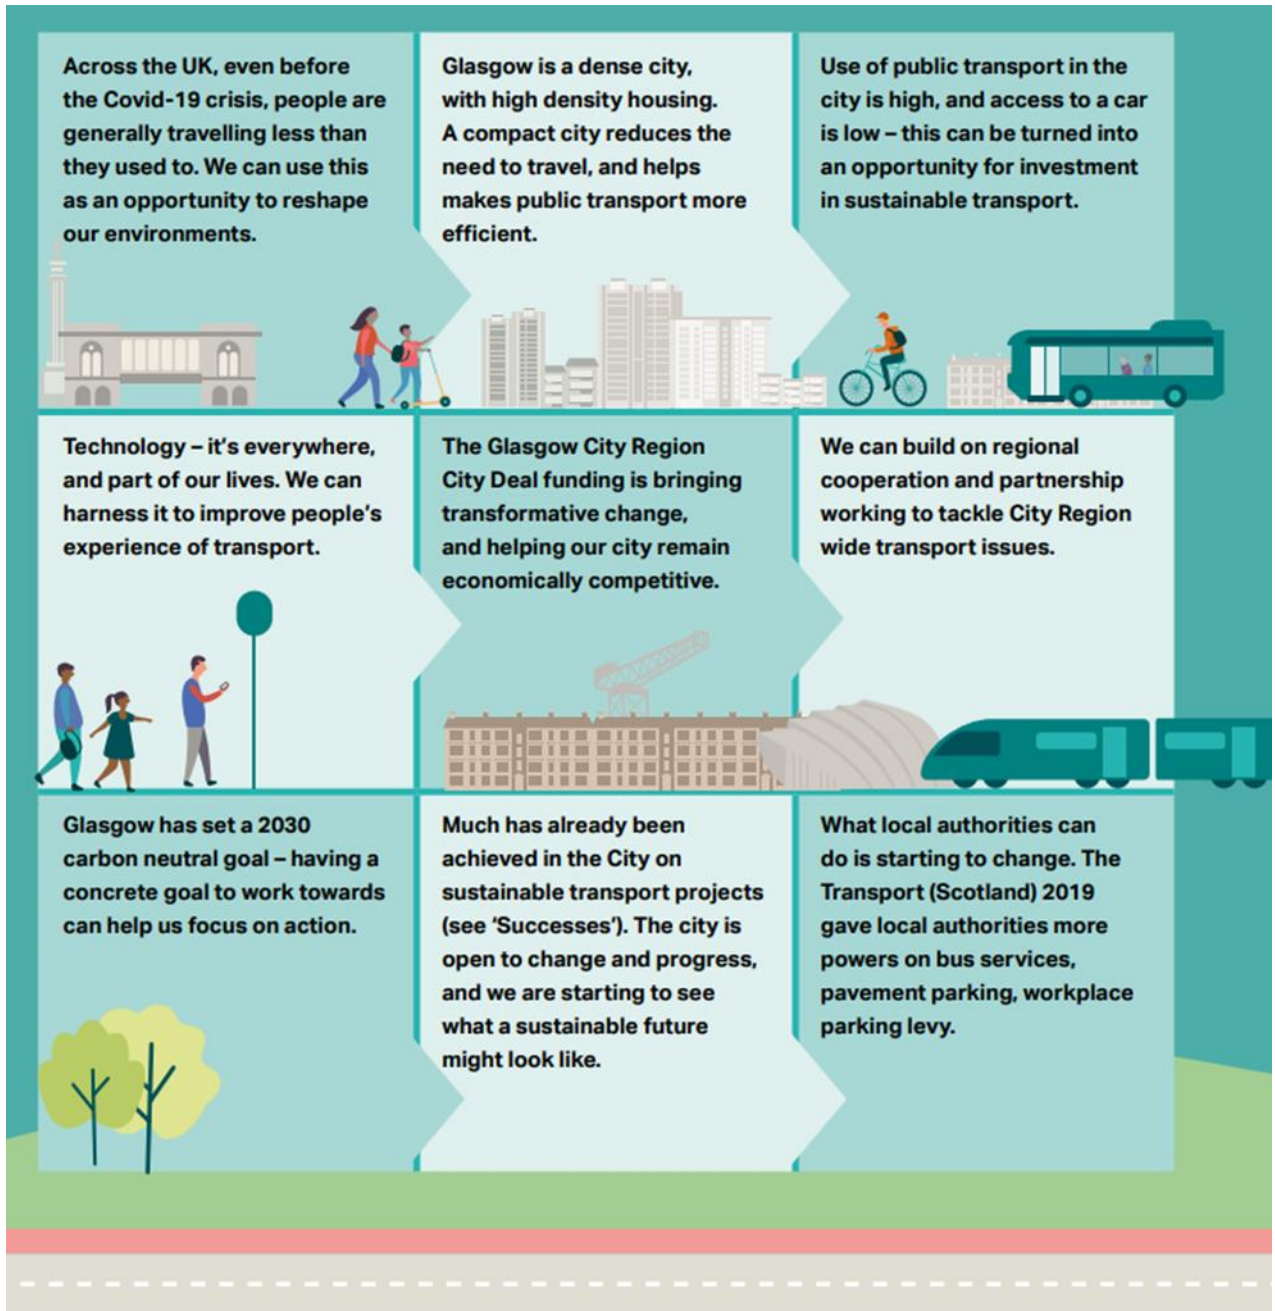 Across the UK, even before
the Covid-19 crisis, people are
generally travelling less than
they used to. We can use this
as an opportunity to reshape
our environments.
Glasgow is a dense city,
with high density housing.
A compact city reduces the
need to travel, and helps
makes public transport more
efficient.
Use of public transport in the
city is high, and access to a car
is low – this can be turned into
an opportunity for investment
in sustainable transport.
Technology – it’s everywhere,
and part of our lives. We can
harness it to improve people’s
experience of transport.
The Glasgow City Region
City Deal funding is bringing
transformative change,
and helping our city remain
economically competitive.
We can build on regional
cooperation and partnership
working to tackle City Region
wide transport issues.
Glasgow has set a 2030
carbon neutral goal – having a
concrete goal to work towards
can help us focus on action.
Much has already been
achieved in the City on
sustainable transport projects
(see ‘Successes’). The city is
open to change and progress,
and we are starting to see
what a sustainable future
might look like.
What local authorities can
do is starting to change. The
Transport (Scotland) 2019
gave local authorities more
powers on bus services,
pavement parking, workplace
parking levy.